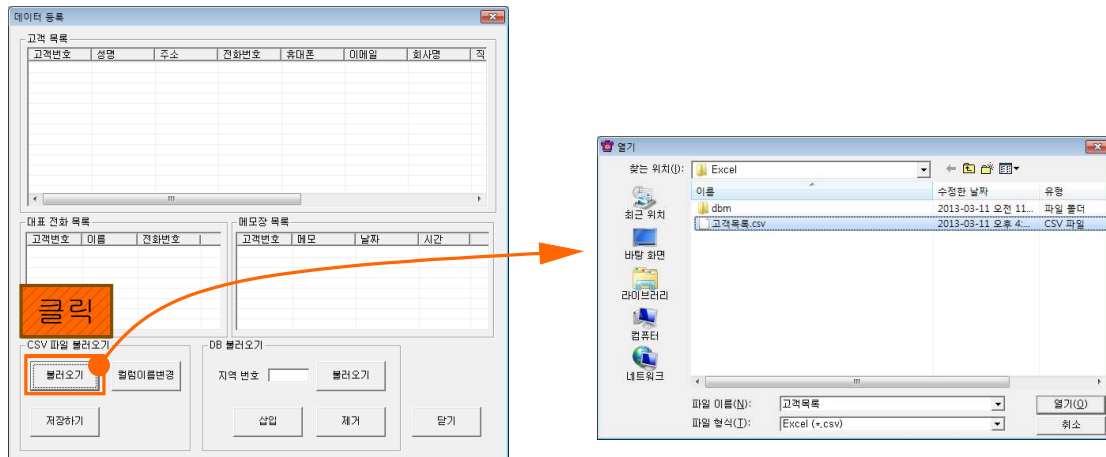 데이터 등록
고객 목록
고객번호 성명 주소 전화번호 휴대폰 이메일 회사명 직
대표 전화 목록
고객번호 이름 전화번호
메모장 목록
고객번호 메모 날짜 시간
클릭
CSV 파일 불러오기
불러오기 컬럼이름변경
저장하기
DB 불러오기
지역 번호 불러오기
삽입 제거 닫기
열기
찾는 위치(I): Excel
이름 수정한 날짜 유형
dbm 2013-03-11 오전 11... 파일 폴더
고객목록.csv 2013-03-11 오후 4:... CSV 파일
최근 위치
바탕 화면
라이브러리
컴퓨터
네트워크
파일 이름(N): 고객목록 열기(O)
파일 형식(T): Excel (*.csv) 취소